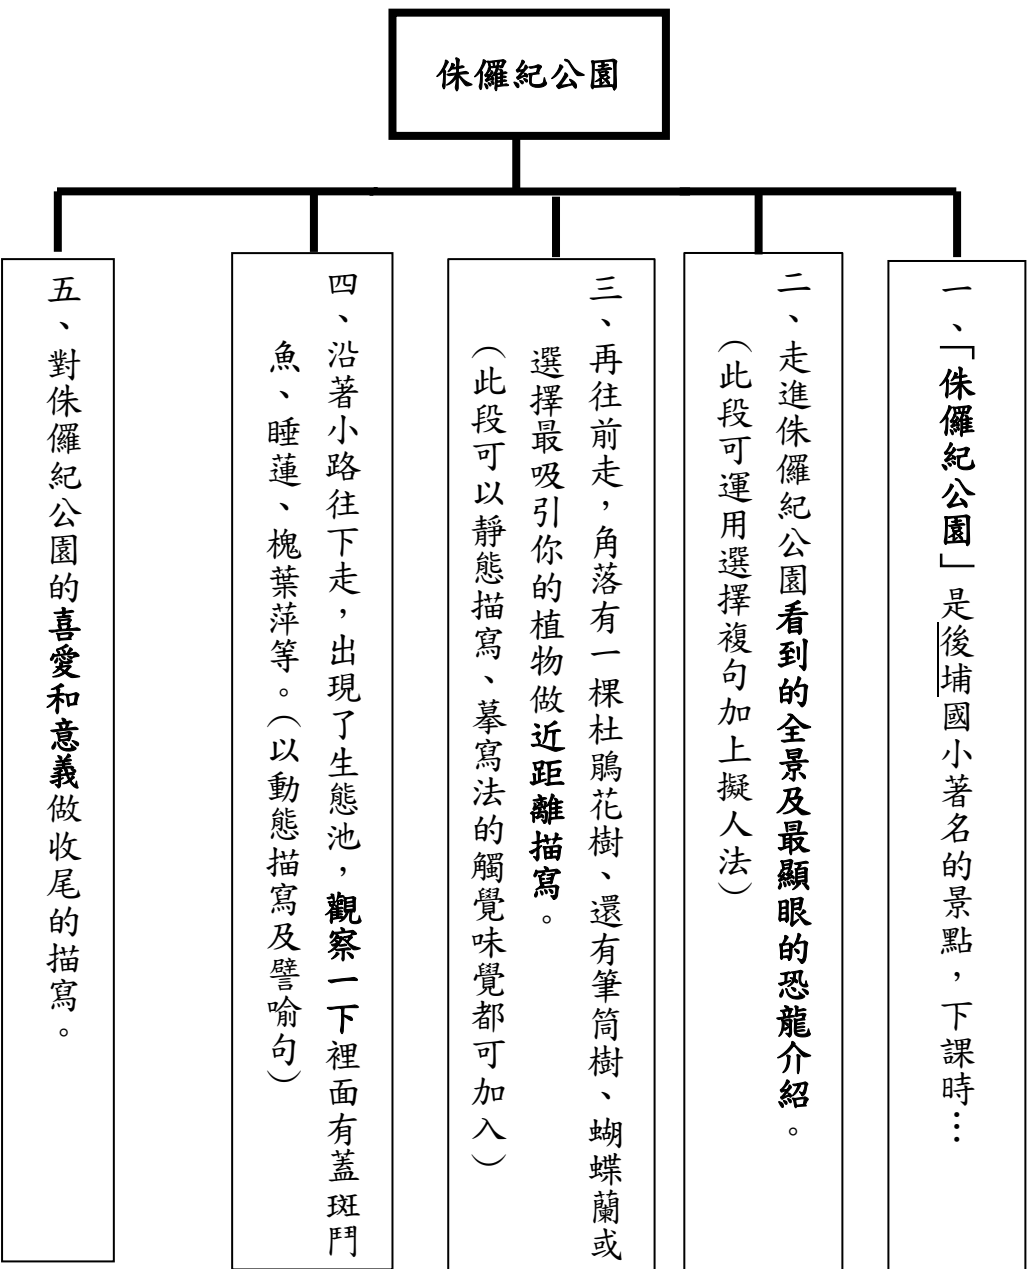 侏儸紀公園
一、「侏儸紀公園」是後埔國小著名的景點，下課時…
二、走進侏儸紀公園看到的全景及最顯眼的恐龍介紹。
（此段可運用選擇複句加上擬人法）
三、再往前走，角落有一棵杜鵑花樹、還有筆筒樹、蝴蝶蘭或
選擇最吸引你的植物做近距離描寫。
（此段可以靜態描寫、摹寫法的觸覺味覺都可加入）
四、沿著小路往下走，出現了生態池，觀察一下裡面有蓋斑鬥
魚、睡蓮、槐葉萍等。（以動態描寫及譬喻句）
五、對侏儸紀公園的喜愛和意義做收尾的描寫。